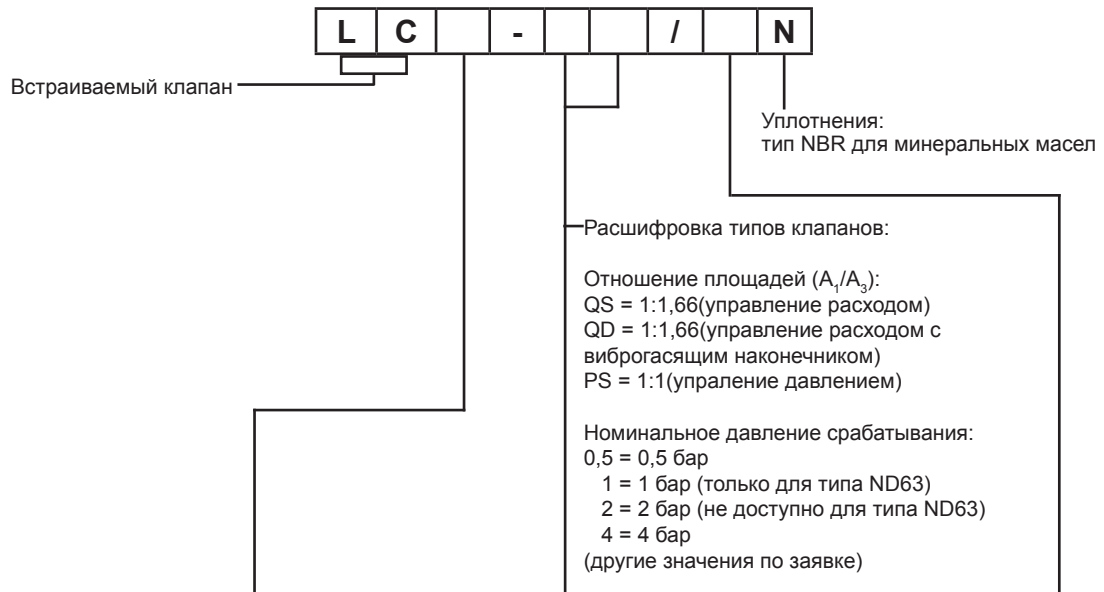 L C - / N
Встраиваемый клапан
Уплотнения:
тип NBR для минеральных масел
Расшифровка типов клапанов:
Отношение площадей (A₁/A₃):
QS = 1:1,66(управление расходом)
QD = 1:1,66(управление расходом с
виброгасящим наконечником)
PS = 1:1(упраление давлением)
Номинальное давление срабатывания:
0,5 = 0,5 бар
1 = 1 бар (только для типа ND63)
2 = 2 бар (не доступно для типа ND63)
4 = 4 бар
(другие значения по заявке)